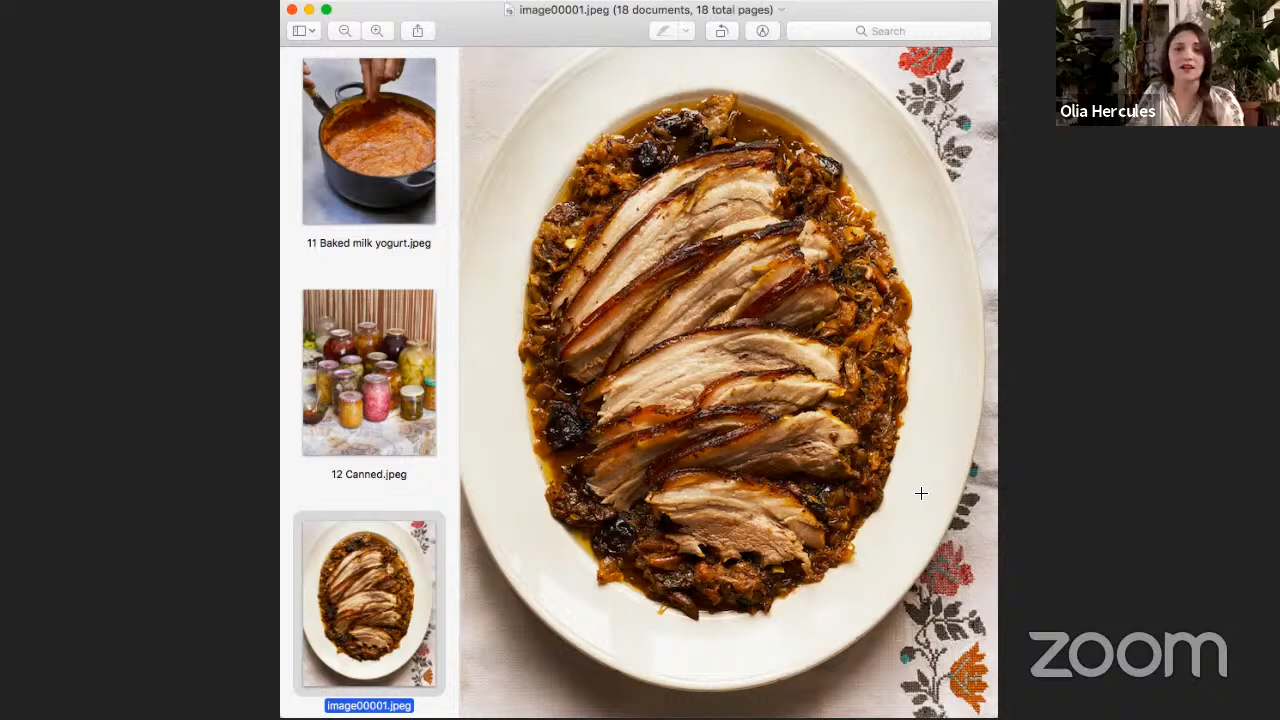 image00001.jpeg (18 documents, 18 total pages)
Search
Olia Hercules
11 Baked milk yogurt.jpeg
12 Canned.jpeg
image00001.jpeg
zoom